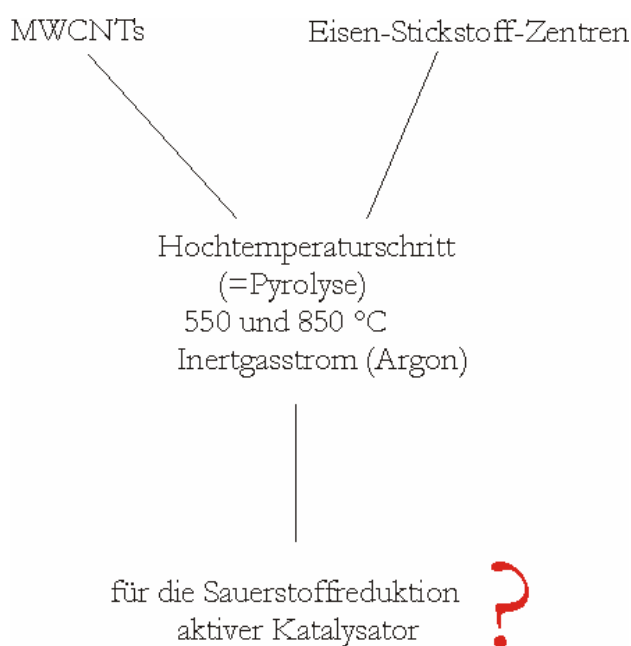 MWCNTs
Eisen-Stickstoff-Zentren
Hochtemperaturschritt
(=Pyrolyse)
550 und 850 °C
Inertgasstrom (Argon)
für die Sauerstoffreduktion
aktiver Katalysator
?